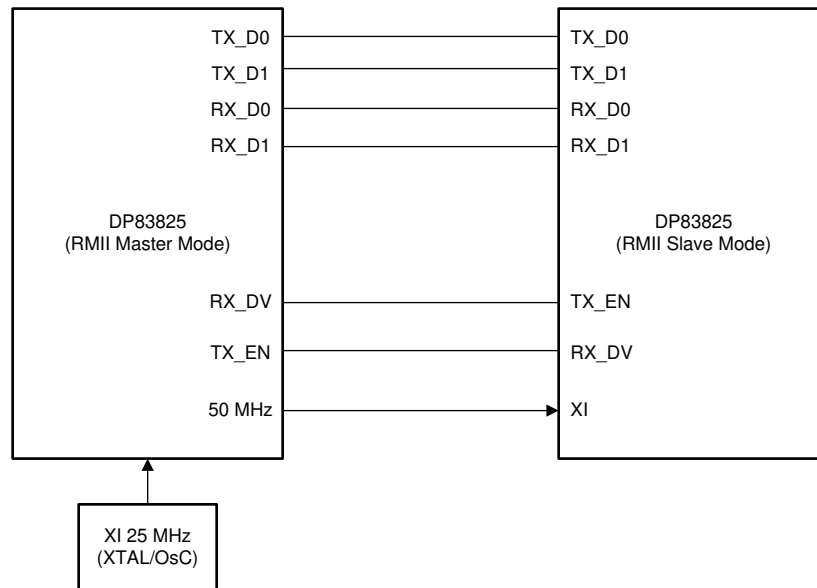 TX_D0
TX_D0
TX_D1
TX_D1
RX_D0
RX_D0
RX_D1
RX_D1
DP83825
(RMII Master Mode)
DP83825
(RMII Slave Mode)
RX_DV
TX_EN
TX_EN
RX_DV
50 MHz
XI
XI 25 MHz
(XTAL/OsC)